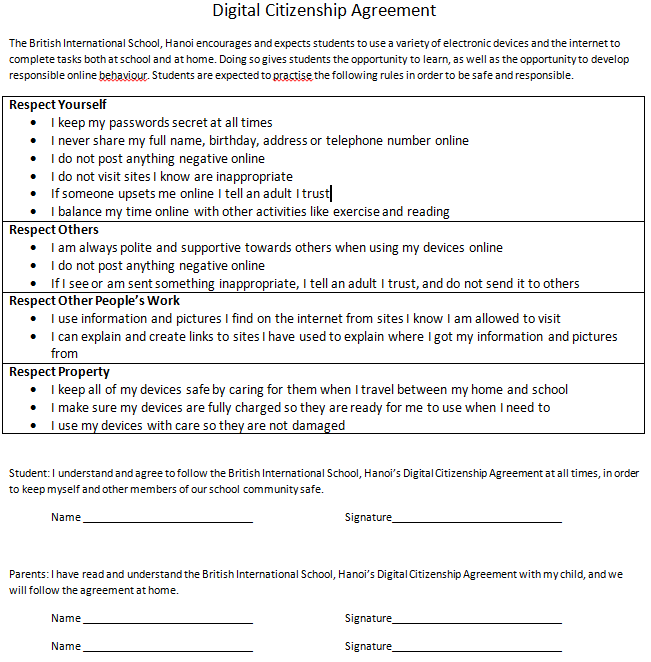 Digital Citizenship Agreement
The British International School, Hanoi encourages and expects students to use a variety of electronic devices and the internet to
complete tasks both at school and at home. Doing so gives students the opportunity to learn, as well as the opportunity to develop
responsible online behaviour. Students are expected to practise the following rules in order to be safe and responsible.
Respect Yourself
• I keep my passwords secret at all times
• I never share my full name, birthday, address or telephone number online
• I do not post anything negative online
• I do not visit sites I know are inappropriate
• If someone upsets me online I tell an adult I trust
• I balance my time online with other activities like exercise and reading
Respect Others
• I am always polite and supportive towards others when using my devices online
• I do not post anything negative online
• If I see or am sent something inappropriate, I tell an adult I trust, and do not send it to others
Respect Other People's Work
• I use information and pictures I find on the internet from sites I know I am allowed to visit
• I can explain and create links to sites I have used to explain where I got my information and pictures
from
Respect Property
• I keep all of my devices safe by caring for them when I travel between my home and school
• I make sure my devices are fully charged so they are ready for me to use when I need to
• I use my devices with care so they are not damaged
Student: I understand and agree to follow the British International School, Hanoi's Digital Citizenship Agreement at all times, in order
to keep myself and other members of our school community safe.
Name ____________________________ Signature____________________________
Parents: I have read and understand the British International School, Hanoi's Digital Citizenship Agreement with my child, and we
will follow the agreement at home.
Name ____________________________ Signature____________________________
Name ____________________________ Signature____________________________